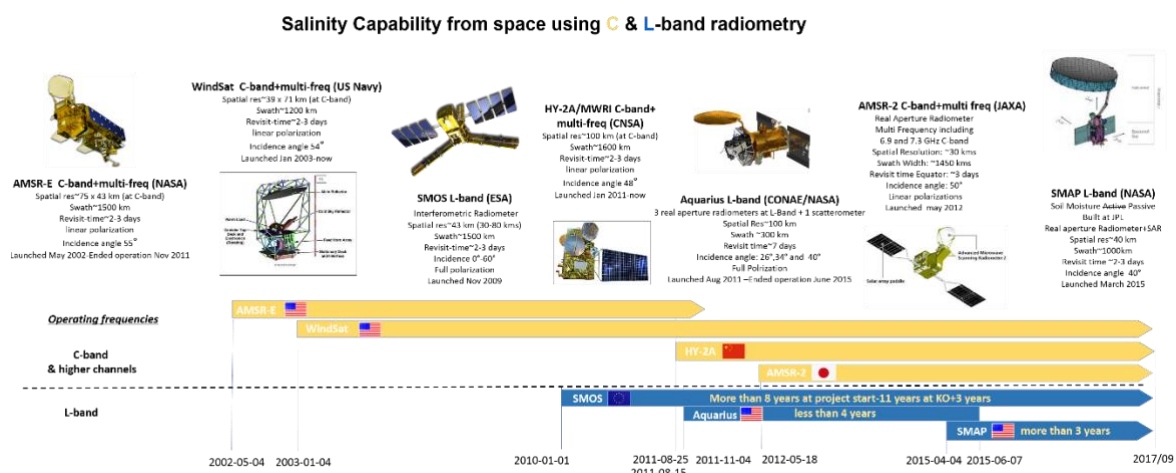 Salinity Capability from space using C & L-band radiometry
AMSR-E C-band+multi-freq (NASA)
Spatial res~75 x 43 km (at C-band)
Swath~1500 km
Revisit-time~2-3 days
linear polarization
Incidence angle 55°
Launched May 2002-Ended operation Nov 2011
WindSat C-band+multi-freq (US Navy)
Spatial res~39 x 71 km (at C-band)
Swath~1200 km
Revisit-time~2-3 days
linear polarization
Incidence angle 54°
Launched Jan 2003-now
SMOS L-band (ESA)
Interferometric Radiometer
Spatial res~43 km (30-80 kms)
Swath~1500 km
Revisit-time~2-3 days
Incidence 0°-60°
Full polarization
Launched Nov 2009
HY-2A/MWRI C-band+
multi-freq (CNSA)
Spatial res~100 km (at C-band)
Swath~1600 km
Revisit-time~2-3 days
linear polarization
Incidence angle 48°
Launched Jan 2011-now
Aquarius L-band (CONAE/NASA)
3 real aperture radiometers at L-Band + 1 scatterometer
Spatial Res~100 km
Swath ~300 km
Revisit time~7 days
Incidence angle: 26°,34° and 40°
Full Polrization
Launched Aug 2011 –Ended operation June 2015
AMSR-2 C-band+multi freq (JAXA)
Real Aperture Radiometer
Multi Frequency including
6.9 and 7.3 GHz C-band
Spatial Resolution: ~30 kms
Swath Width: ~1450 kms
Revisit time Equator: ~3 days
Incidence angle: 50°
Linear polarizations
Launched may 2012
Solar array paddle
Advanced Microwave
Scanning Radiometer 2
SMAP L-band (NASA)
Soil Moisture Active Passive
Built at JPL
Real aperture Radiometer+SAR
Spatial res~40 km
Swath~1000km
Revisit time ~2-3 days
Incidence angle 40°
Launched March 2015
Operating frequencies
C-band
& higher channels
L-band
AMSR-E
WindSat
HY-2A
AMSR-2
SMOS
More than 8 years at project start-11 years at KO+3 years
Aquarius
less than 4 years
SMAP
more than 3 years
2002-05-04
2003-01-04
2010-01-01
2011-08-25
2011-08-15
2011-11-04
2012-05-18
2015-04-04
2015-06-07
2017/09